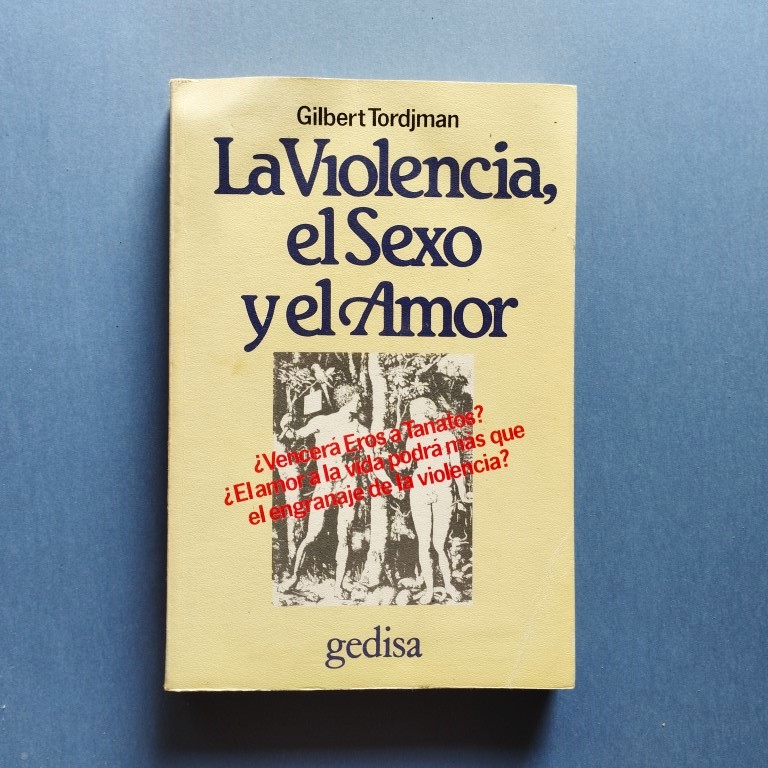 Gilbert Tordjman
La Violencia,
el Sexo
y el Amor
¿Vencerá Eros a Tanatos?
¿El amor a la vida podrá más que
el engranaje de la violencia?
gedisa